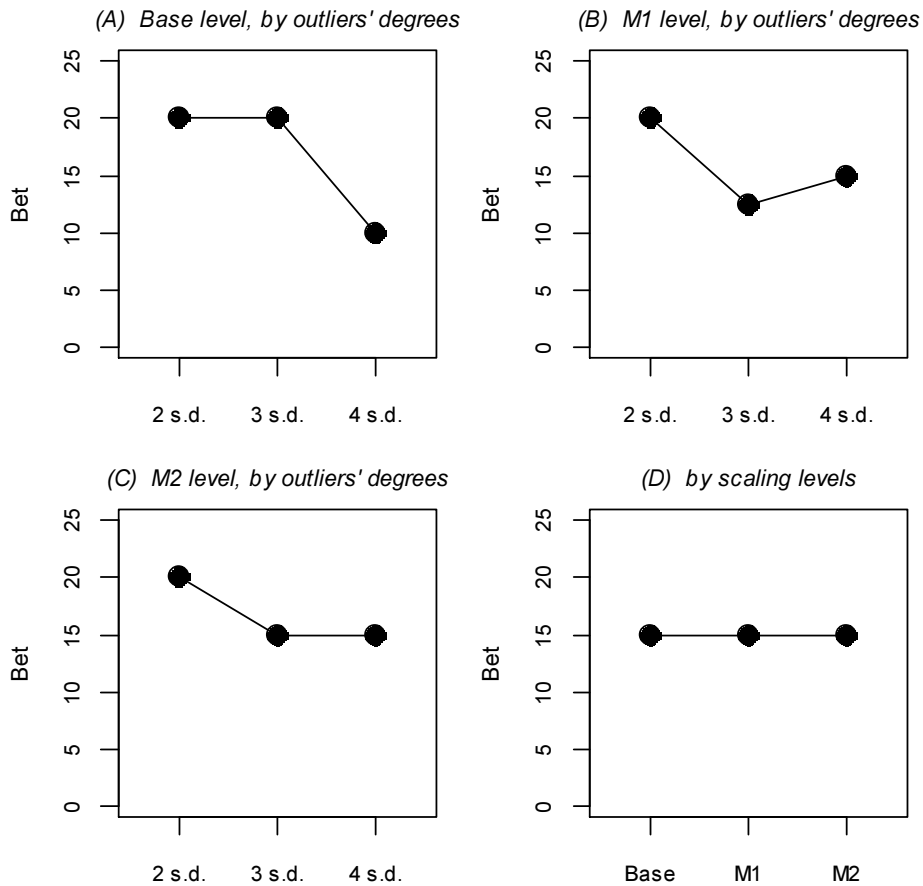 (A) Base level, by outliers' degrees
Bet
25
20
15
10
5
0
2 s.d. 3 s.d. 4 s.d.
(B) M1 level, by outliers' degrees
Bet
25
20
15
10
5
0
2 s.d. 3 s.d. 4 s.d.
(C) M2 level, by outliers' degrees
Bet
25
20
15
10
5
0
2 s.d. 3 s.d. 4 s.d.
(D) by scaling levels
Bet
25
20
15
10
5
0
Base M1 M2